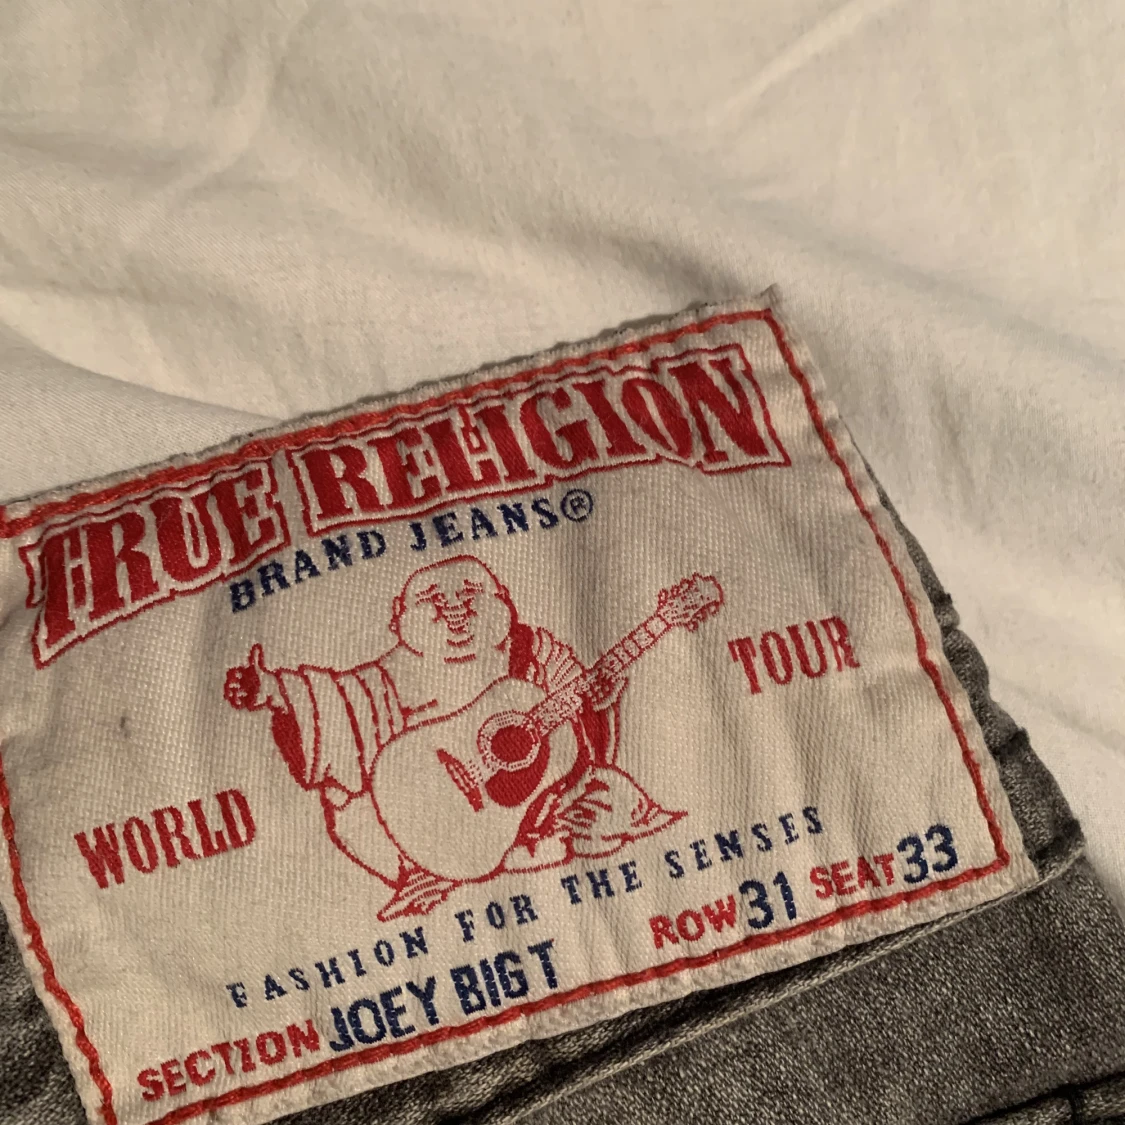 TRUE RELIGION
BRAND JEANS®
WORLD TOUR
FASHION FOR THE SENSES
SECTION JOEY BIG T ROW 31 SEAT 33